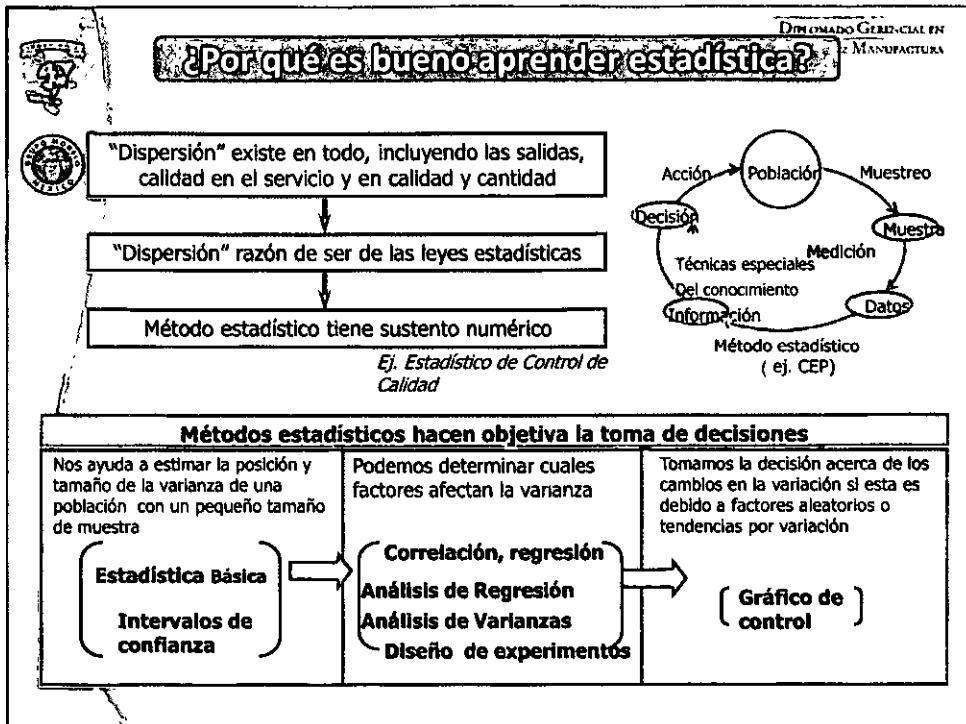 DIPLOMADO GERENCIAL EN
MANUFACTURA
¿Por qué es bueno aprender estadística?
GRUPO MODELO
MEXICO
"Dispersión" existe en todo, incluyendo las salidas,
calidad en el servicio y en calidad y cantidad
"Dispersión" razón de ser de las leyes estadísticas
Método estadístico tiene sustento numérico
Ej. Estadístico de Control de
Calidad
Acción
Población
Muestreo
Decisión
Muestra
Medición
Técnicas especiales
Del conocimiento
Información
Datos
Método estadístico
( ej. CEP)
Métodos estadísticos hacen objetiva la toma de decisiones
Nos ayuda a estimar la posición y
tamaño de la varianza de una
población con un pequeño tamaño
de muestra
Estadística Básica
Intervalos de
confianza
Podemos determinar cuales
factores afectan la varianza
Correlación, regresión
Análisis de Regresión
Análisis de Varianzas
Diseño de experimentos
Tomamos la decisión acerca de los
cambios en la variación si esta es
debido a factores aleatorios o
tendencias por variación
Gráfico de
control